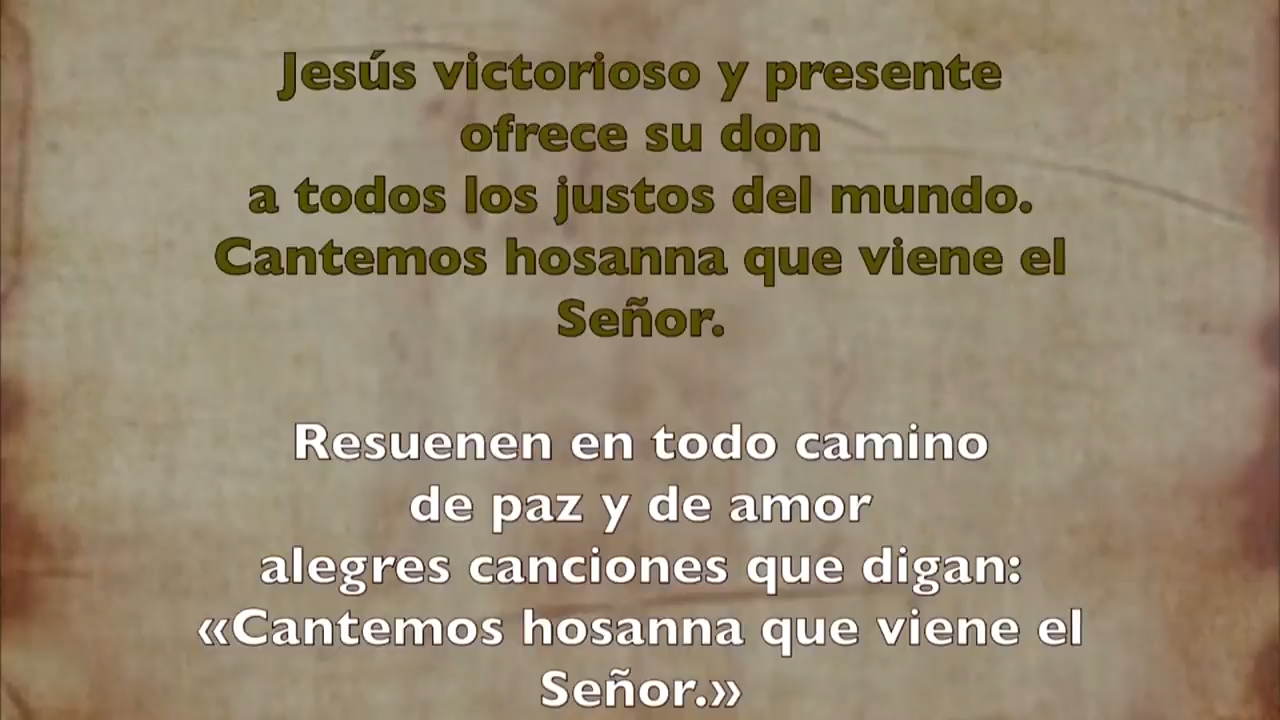 Jesús victorioso y presente
ofrece su don
a todos los justos del mundo.
Cantemos hosanna que viene el
Señor.
Resuenen en todo camino
de paz y de amor
alegres canciones que digan:
«Cantemos hosanna que viene el
Señor.»